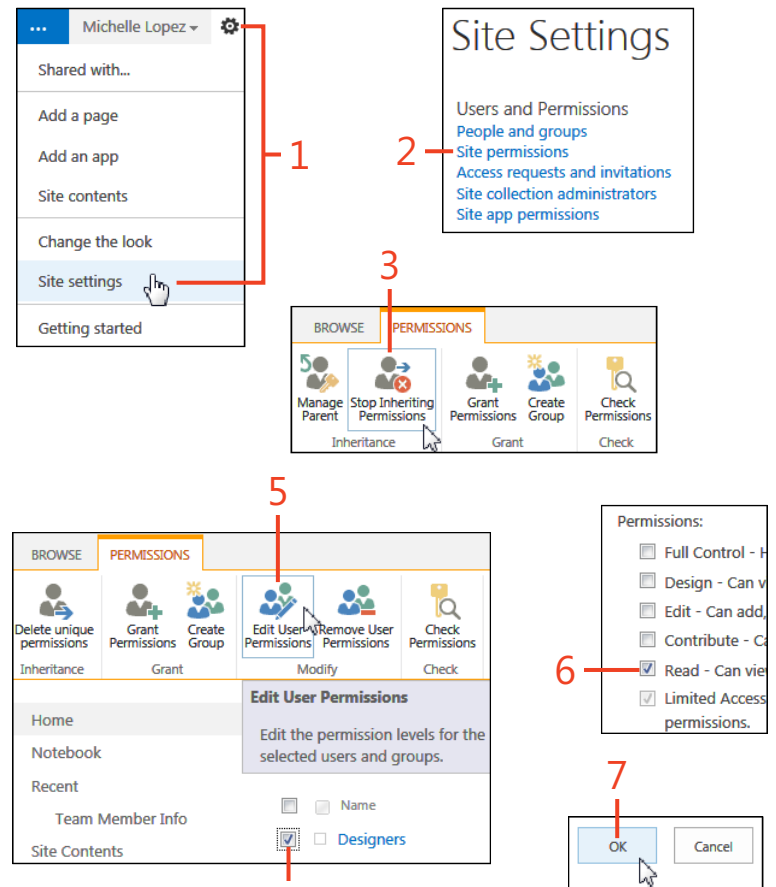 ... Michelle Lopez
Shared with...
Add a page
Add an app
Site contents
Change the look
Site settings
Getting started
1
Site Settings
Users and Permissions
People and groups
2
Site permissions
Access requests and invitations
Site collection administrators
Site app permissions
3
BROWSE PERMISSIONS
Manage Parent
Stop Inheriting Permissions
Grant Permissions
Create Group
Check Permissions
Inheritance Grant Check
5
BROWSE PERMISSIONS
Delete unique permissions
Grant Permissions
Create Group
Edit User Permissions
Remove User Permissions
Check Permissions
Inheritance Grant Modify Check
Edit User Permissions
Edit the permission levels for the
selected users and groups.
Home
Notebook
Recent
Team Member Info
Site Contents
Name
Designers
Permissions:
Full Control - H
Design - Can v
Edit - Can add,
Contribute - Ca
6
Read - Can view
Limited Access
permissions.
7
OK Cancel